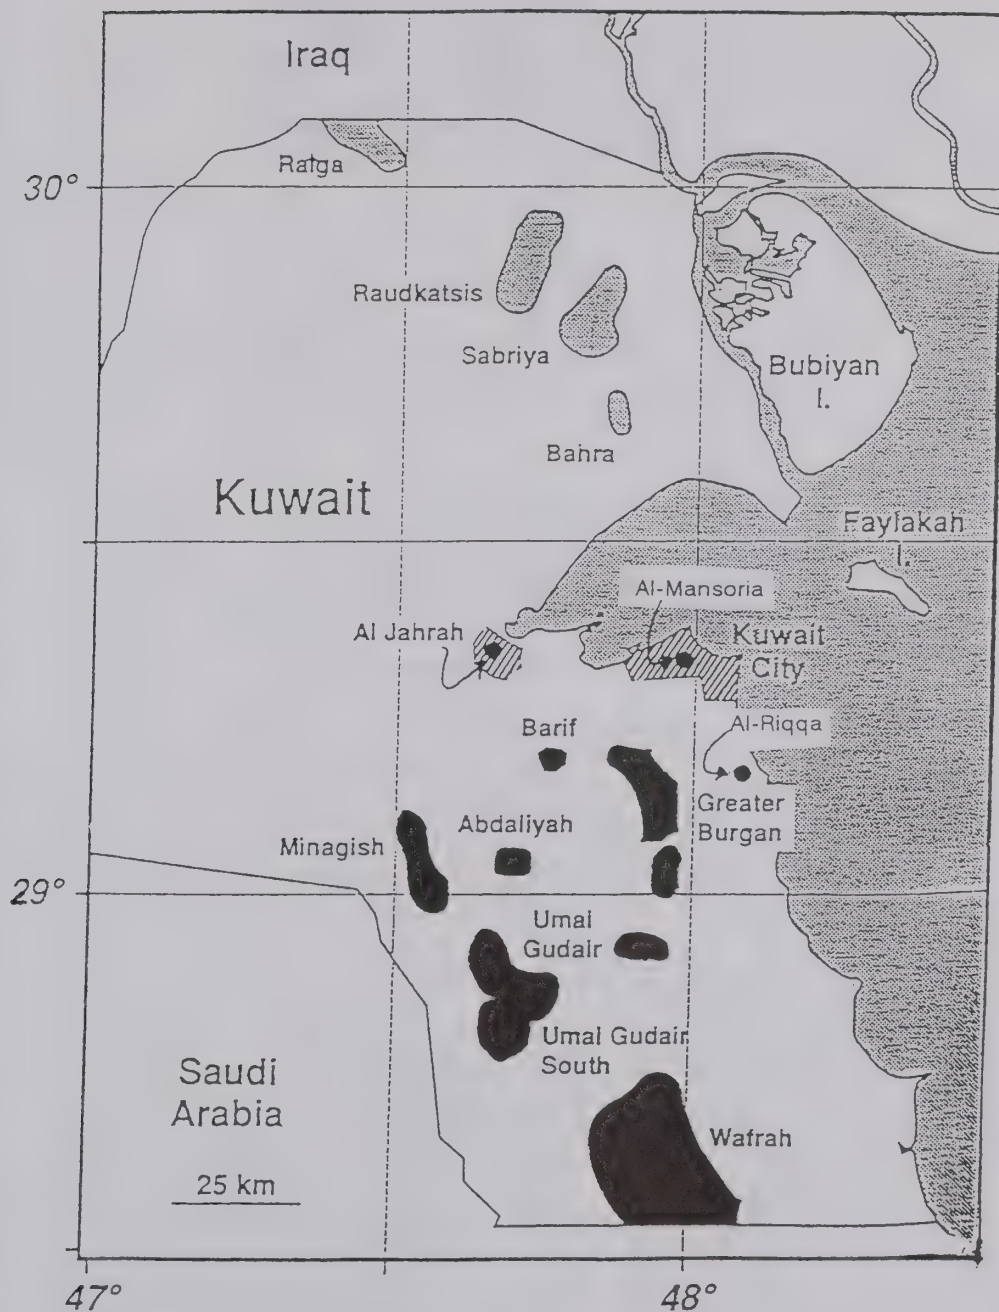 Iraq
Ratga
30°
Raudkatsis
Sabriya
Bubiyan
I.
Bahra
Kuwait
Faylakah
I.
Al-Mansoria
Al Jahrah
Kuwait
City
Barif
Al-Riqqa
Greater
Burgan
Minagish
Abdaliyah
29°
Umal
Gudair
Umal Gudair
South
Saudi
Arabia
Wafrah
25 km
47°
48°